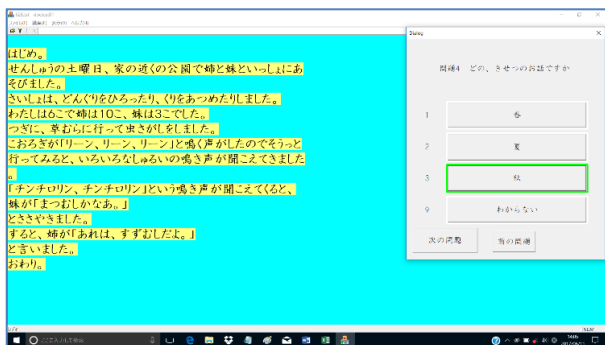 Dialog
はじめ。
せんしゅうの土曜日、家の近くの公園で姉と妹といっしょにあ
そびました。
さいしょは、どんぐりをひろったり、くりをあつめたりしました。
わたしは6こで姉は10こ、妹は3こでした。
つぎに、草むらに行って虫さがしをしました。
こおろぎが「リーン、リーン、リーン」と鳴く声がしたのでそうっと
行ってみると、いろいろなしゅるいの鳴き声が聞こえてきました
。
「チンチロリン、チンチロリン」という鳴き声が聞こえてくると、
妹が「まつむしかなあ。」
とささやきました。
すると、姉が「あれは、すずむしだよ。」
と言いました。
おわり。
問題4 どの、きせつのお話ですか
1 春
2 夏
3 秋
9 わからない
次の問題 前の問題